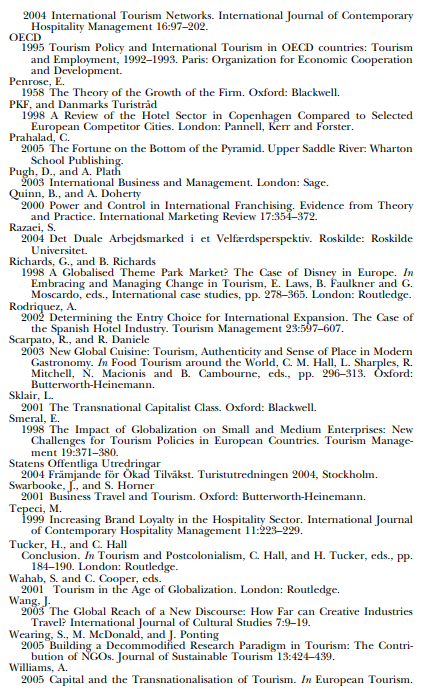 2004 International Tourism Networks. International Journal of Contemporary
Hospitality Management 16:97–202.
OECD
1995 Tourism Policy and International Tourism in OECD countries: Tourism
and Employment, 1992–1993. Paris: Organization for Economic Cooperation
and Development.
Penrose, E.
1958 The Theory of the Growth of the Firm. Oxford: Blackwell.
PKF, and Danmarks Turistråd
1998 A Review of the Hotel Sector in Copenhagen Compared to Selected
European Competitor Cities. London: Pannell, Kerr and Forster.
Prahalad, C.
2005 The Fortune on the Bottom of the Pyramid. Upper Saddle River: Wharton
School Publishing.
Pugh, D., and A. Plath
2003 International Business and Management. London: Sage.
Quinn, B., and A. Doherty
2000 Power and Control in International Franchising. Evidence from Theory
and Practice. International Marketing Review 17:354–372.
Razaei, S.
2004 Det Duale Arbejdsmarked i et Velfærdsperspektiv. Roskilde: Roskilde
Universitet.
Richards, G., and B. Richards
1998 A Globalised Theme Park Market? The Case of Disney in Europe. In
Embracing and Managing Change in Tourism, E. Laws, B. Faulkner and G.
Moscardo, eds., International case studies, pp. 278–365. London: Routledge.
Rodriquez, A.
2002 Determining the Entry Choice for International Expansion. The Case of
the Spanish Hotel Industry. Tourism Management 23:597–607.
Scarpato, R., and R. Daniele
2003 New Global Cuisine: Tourism, Authenticity and Sense of Place in Modern
Gastronomy. In Food Tourism around the World, C. M. Hall, L. Sharples, R.
Mitchell, N. Macionis and B. Cambourne, eds., pp. 296–313. Oxford:
Butterworth-Heinemann.
Sklair, L.
2001 The Transnational Capitalist Class. Oxford: Blackwell.
Smeral, E.
1998 The Impact of Globalization on Small and Medium Enterprises: New
Challenges for Tourism Policies in European Countries. Tourism Manage-
ment 19:371–380.
Statens Offentliga Utredringar
2004 Främjande för Ökad Tilväkst. Turistutredningen 2004, Stockholm.
Swarbooke, J., and S. Horner
2001 Business Travel and Tourism. Oxford: Butterworth-Heinemann.
Tepeci, M.
1999 Increasing Brand Loyalty in the Hospitality Sector. International Journal
of Contemporary Hospitality Management 11:223–229.
Tucker, H., and C. Hall
Conclusion. In Tourism and Postcolonialism, C. Hall, and H. Tucker, eds., pp.
184–190. London: Routledge.
Wahab, S. and C. Cooper, eds.
2001 Tourism in the Age of Globalization. London: Routledge.
Wang, J.
2003 The Global Reach of a New Discourse: How Far can Creative Industries
Travel? International Journal of Cultural Studies 7:9–19.
Wearing, S., M. McDonald, and J. Ponting
2005 Building a Decommodified Research Paradigm in Tourism: The Contri-
bution of NGOs. Journal of Sustainable Tourism 13:424–439.
Williams, A.
2005 Capital and the Transnationalisation of Tourism. In European Tourism.